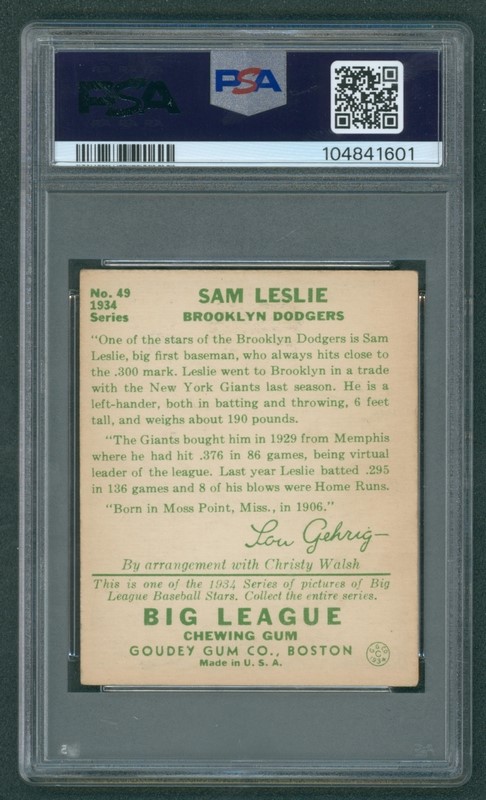 PSA
PSA
104841601
No. 49
1934
Series
SAM LESLIE
BROOKLYN DODGERS
"One of the stars of the Brooklyn Dodgers is Sam
Leslie, big first baseman, who always hits close to
the .300 mark. Leslie went to Brooklyn in a trade
with the New York Giants last season. He is a
left-hander, both in batting and throwing, 6 feet
tall, and weighs about 190 pounds.
"The Giants bought him in 1929 from Memphis
where he had hit .376 in 86 games, being virtual
leader of the league. Last year Leslie batted .295
in 136 games and 8 of his blows were Home Runs.
"Born in Moss Point, Miss., in 1906."
Lou Gehrig
By arrangement with Christy Walsh
This is one of the 1934 Series of pictures of Big
League Baseball Stars. Collect the entire series.
BIG LEAGUE
CHEWING GUM
GOUDEY GUM CO., BOSTON
Made in U. S. A.